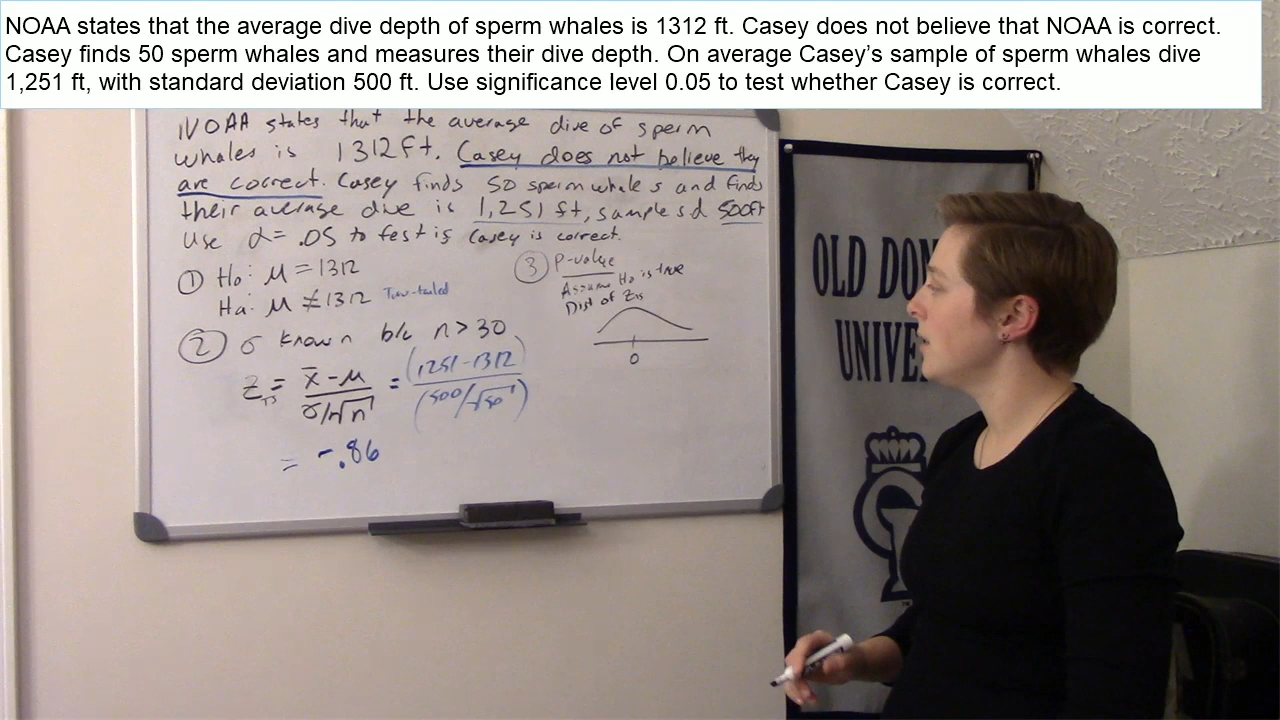 NOAA states that the average dive depth of sperm whales is 1312 ft. Casey does not believe that NOAA is correct.
Casey finds 50 sperm whales and measures their dive depth. On average Casey's sample of sperm whales dive
1,251 ft, with standard deviation 500 ft. Use significance level 0.05 to test whether Casey is correct.
NOAA states that the average dive of sperm
whales is 1312 ft. Casey does not believe they
are correct. Casey finds 50 sperm whales and finds
their average dive is 1,251 ft, sample sd 500ft
Use α = .05 to test if Casey is correct.
① Ho: μ = 1312
Ha: μ ≠ 1312 Two-tailed
② σ known b/c n > 30
Z_TS = x̄ - μ / σ/√n = (1251 - 1312) / (500/√50)
= -.86
③ P-value
Assume Ho is true
Dist of Z_TS
0
OLD DOM
UNIVE